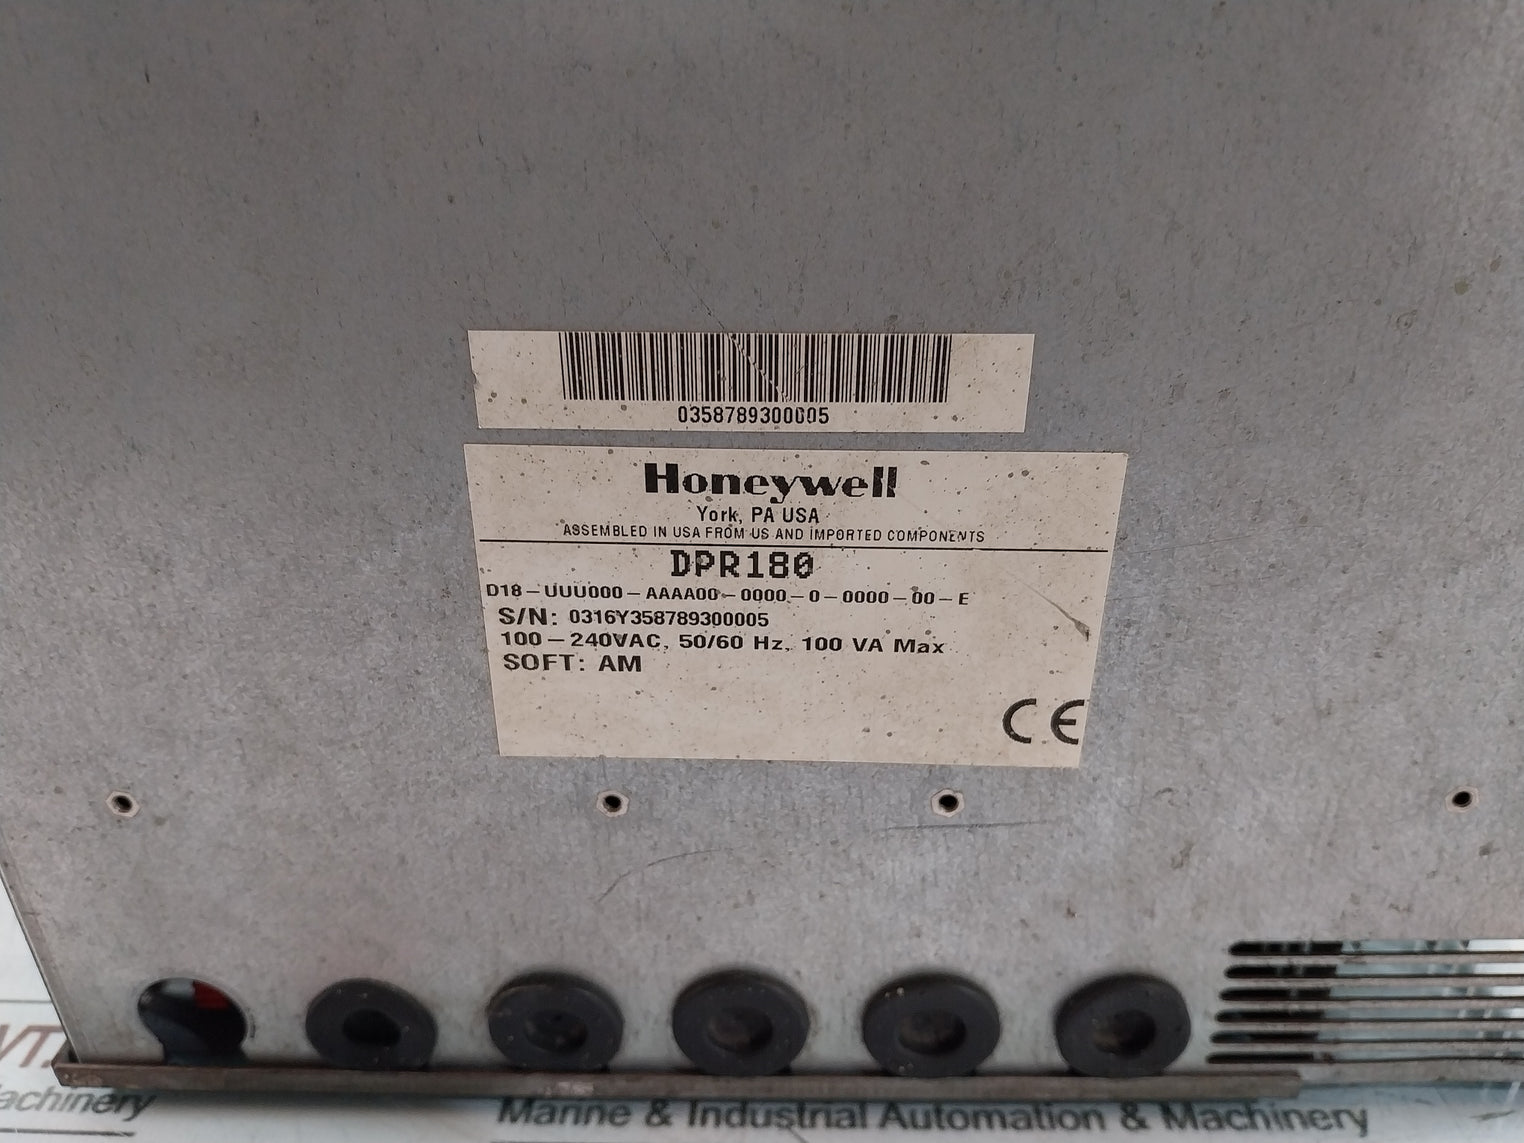 0358789300005
Honeywell
York, PA USA
ASSEMBLED IN USA FROM US AND IMPORTED COMPONENTS
DPR180
D18-UUU000-AAAA00-0000-0-0000-00-E
S/N: 0316Y358789300005
100-240VAC, 50/60 Hz, 100 VA Max
SOFT: AM
CE
Marine & Industrial Automation & Machinery